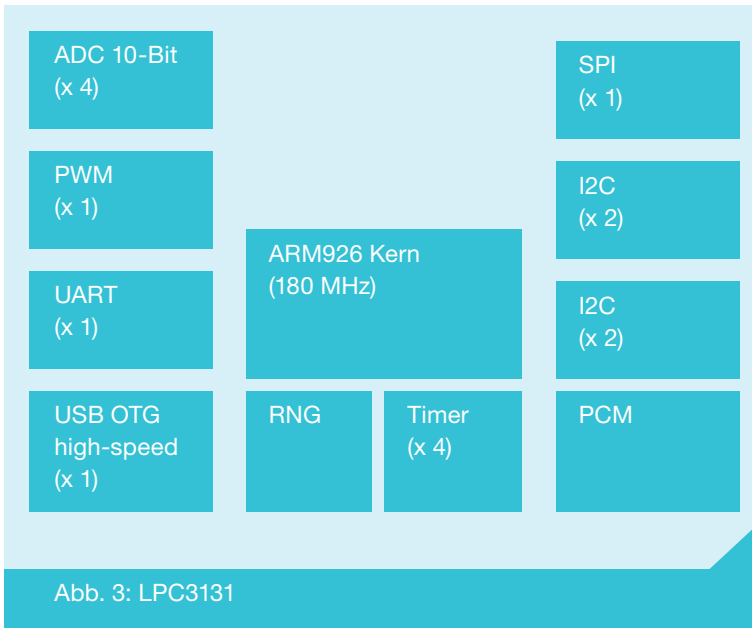 ADC 10-Bit
(x 4)
PWM
(x 1)
UART
(x 1)
USB OTG
high-speed
(x 1)
ARM926 Kern
(180 MHz)
RNG
Timer
(x 4)
SPI
(x 1)
I2C
(x 2)
I2C
(x 2)
PCM
Abb. 3: LPC3131